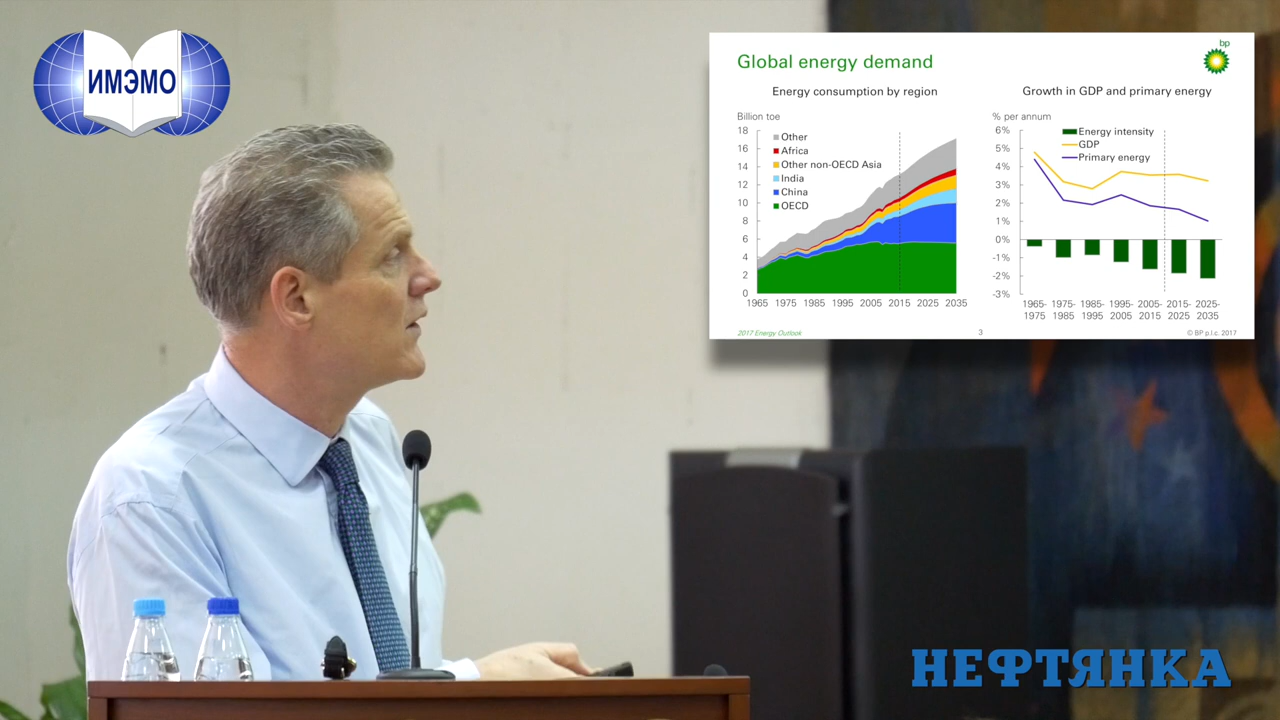 ИМЭМО
bp
Global energy demand
Energy consumption by region
Growth in GDP and primary energy
Billion toe
% per annum
18
16
14
12
10
8
6
4
2
0
Other
Africa
Other non-OECD Asia
India
China
OECD
1965 1975 1985 1995 2005 2015 2025 2035
6%
5%
4%
3%
2%
1%
0%
-1%
-2%
-3%
Energy intensity
GDP
Primary energy
1965- 1975- 1985- 1995- 2005- 2015- 2025-
1975 1985 1995 2005 2015 2025 2035
2017 Energy Outlook
3
© BP p.l.c. 2017
НЕФТЯНКА